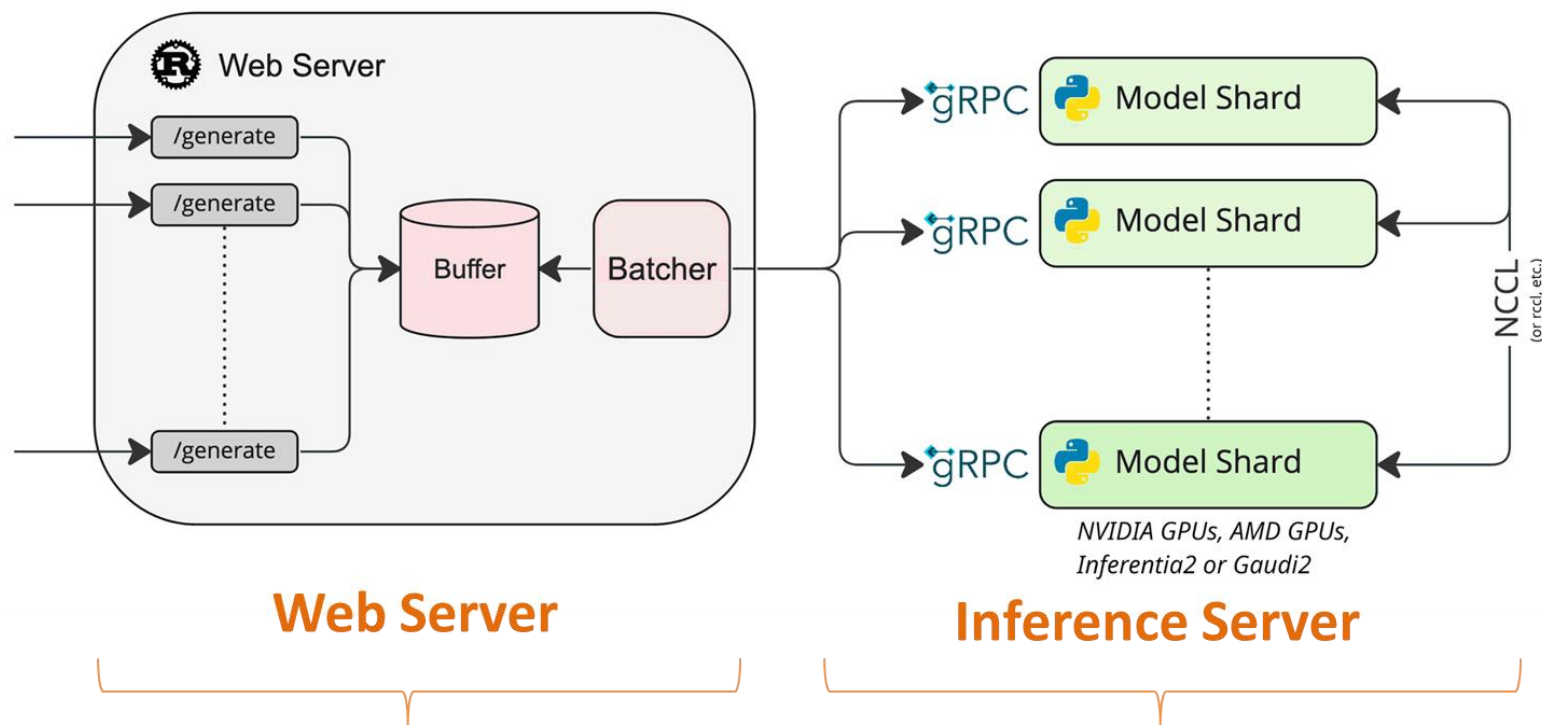 Web Server
/generate
/generate
/generate
Buffer
Batcher
gRPC
Model Shard
gRPC
Model Shard
gRPC
Model Shard
NCCL
(or rccl, etc.)
NVIDIA GPUs, AMD GPUs,
Inferentia2 or Gaudi2
Web Server
Inference Server